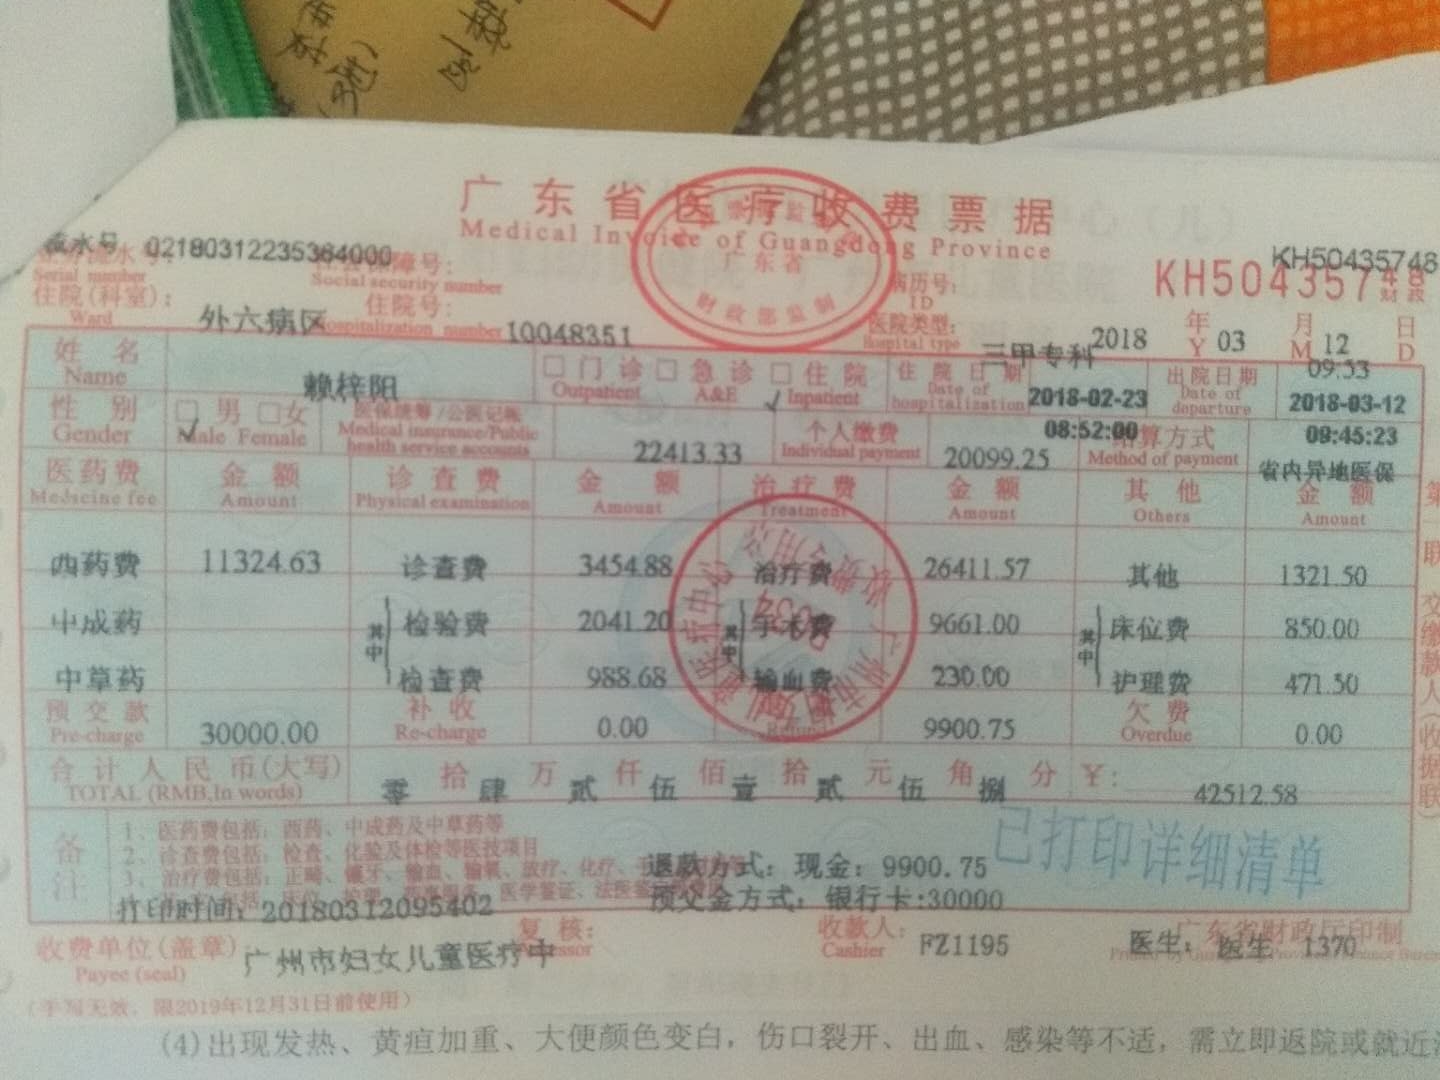 广东省医疗收费票据
Medical Invoice of Guangdong Province
流水号 021803122353​64000 社会保障号: KH50435748
Serial number Social security number 病历号: ID KH50435748
住院(科室): Ward 外六病区 住院号: Hospitalization number 10048351 医院类型: Hospital type 三甲专科 2018 年 Y 03 月 M 12 日 D
09:53
姓名 Name 赖梓阳 □门诊 Outpatient □急诊 A&E □住院 Inpatient 住院日期 Date of hospitalization 2018-02-23 08:52:00 出院日期 Date of departure 2018-03-12 09:45:23
性别 Gender □男 Male □女 Female 医保统筹/公医记账 Medical insurance/Public health service accounts 22413.33 个人缴费 Individual payment 20099.25 结算方式 Method of payment 省内异地医保
医药费 Medscine fee 金额 Amount 诊查费 Physical examination 金额 Amount 治疗费 Treatment 金额 Amount 其他 Others 金额 Amount
西药费 11324.63 诊查费 3454.88 治疗费 26411.57 其他 1321.50
中成药 其中 检验费 2041.20 其中 手术费 9661.00 其中 床位费 850.00
中草药 检查费 988.68 输血费 230.00 护理费 471.50
预交款 Pre-charge 30000.00 补收 Re-charge 0.00 Refund 9900.75 欠费 Overdue 0.00
合计人民币(大写) TOTAL (RMB,In words) 零拾肆万贰仟伍佰壹拾贰元伍角捌分 ¥: 42512.58
备注
1、医药费包括:西药、中成药及中草药等
2、诊查费包括:检查、化验及体检等医技项目
3、治疗费包括:正畸、镶牙、输血、输氧、放疗、化疗、
退款方式:现金:9900.75
预交金方式:银行卡:30000
已打印详细清单
打印时间:20180312095402
收费单位(盖章) Payee (seal) 广州市妇女儿童医疗中 复核: 收款人: Cashier FZ1195 医生:医生 1370
广东省财政厅印制
(手写无效,限2019年12月31日前使用)
(4)出现发热、黄疸加重、大便颜色变白,伤口裂开、出血、感染等不适,需立即返院或就近